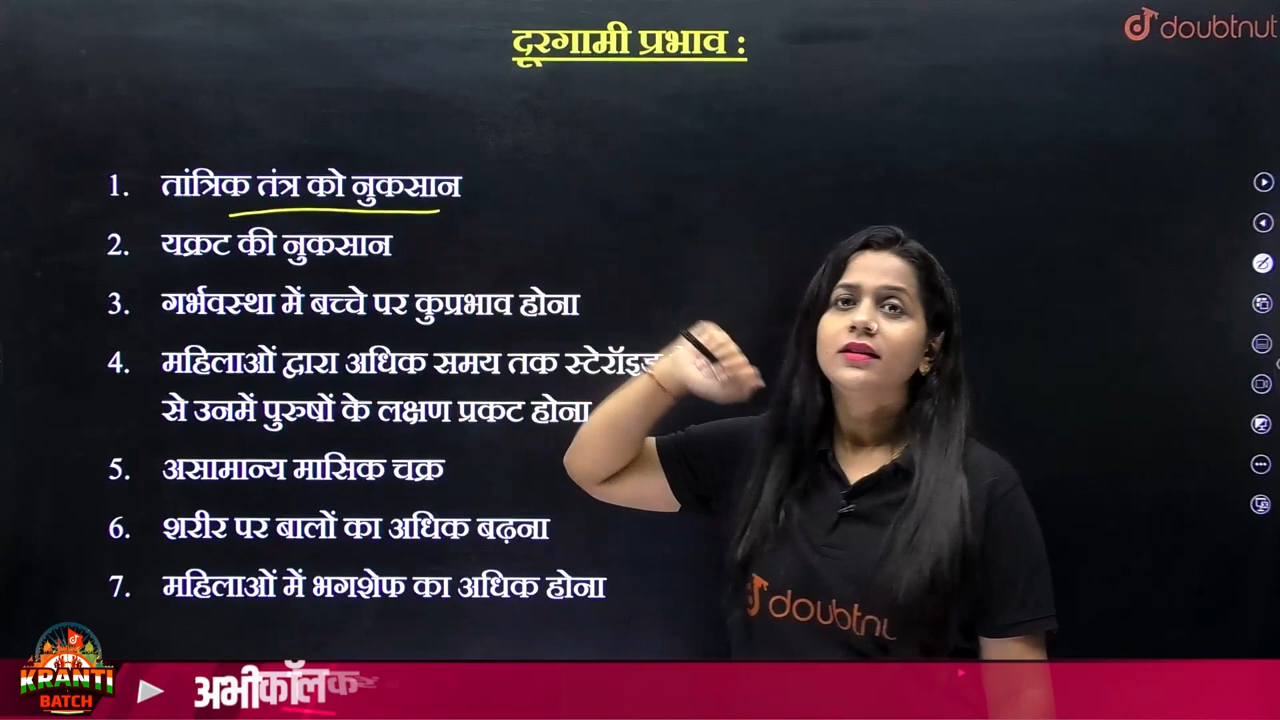 दूरगामी प्रभाव :
doubtnut
1. तांत्रिक तंत्र को नुकसान
2. यक्रट की नुकसान
3. गर्भवस्था में बच्चे पर कुप्रभाव होना
4. महिलाओं द्वारा अधिक समय तक स्टेरॉइड
से उनमें पुरुषों के लक्षण प्रकट होना
5. असामान्य मासिक चक्र
6. शरीर पर बालों का अधिक बढ़ना
7. महिलाओं में भगशेफ का अधिक होना
doubtnut
KRANTI
BATCH
अभी कॉल